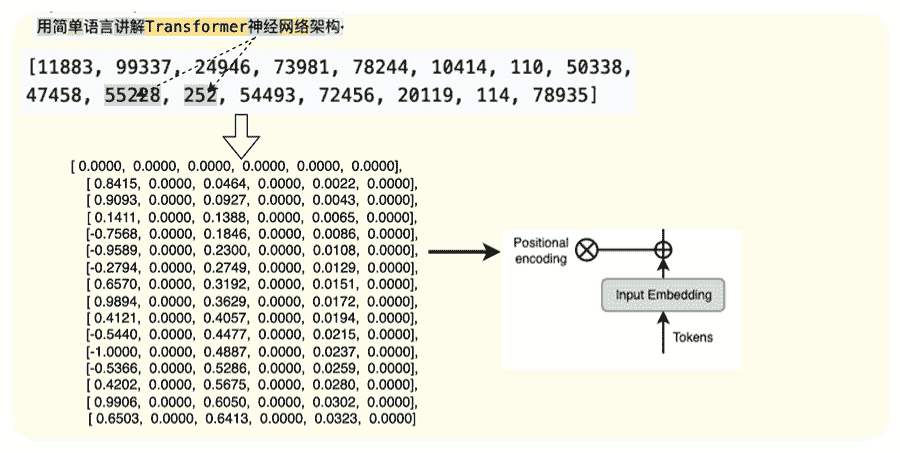 用简单语言讲解Transformer神经网络架构.
[11883, 99337, 24946, 73981, 78244, 10414, 110, 50338,
47458, 55228, 252, 54493, 72456, 20119, 114, 78935]
[ 0.0000, 0.0000, 0.0000, 0.0000, 0.0000, 0.0000],
[ 0.8415, 0.0000, 0.0464, 0.0000, 0.0022, 0.0000],
[ 0.9093, 0.0000, 0.0927, 0.0000, 0.0043, 0.0000],
[ 0.1411, 0.0000, 0.1388, 0.0000, 0.0065, 0.0000],
[-0.7568, 0.0000, 0.1846, 0.0000, 0.0086, 0.0000],
[-0.9589, 0.0000, 0.2300, 0.0000, 0.0108, 0.0000],
[-0.2794, 0.0000, 0.2749, 0.0000, 0.0129, 0.0000],
[ 0.6570, 0.0000, 0.3192, 0.0000, 0.0151, 0.0000],
[ 0.9894, 0.0000, 0.3629, 0.0000, 0.0172, 0.0000],
[ 0.4121, 0.0000, 0.4057, 0.0000, 0.0194, 0.0000],
[-0.5440, 0.0000, 0.4477, 0.0000, 0.0215, 0.0000],
[-1.0000, 0.0000, 0.4887, 0.0000, 0.0237, 0.0000],
[-0.5366, 0.0000, 0.5286, 0.0000, 0.0259, 0.0000],
[ 0.4202, 0.0000, 0.5675, 0.0000, 0.0280, 0.0000],
[ 0.9906, 0.0000, 0.6050, 0.0000, 0.0302, 0.0000],
[ 0.6503, 0.0000, 0.6413, 0.0000, 0.0323, 0.0000]
Positional
encoding
Input Embedding
Tokens